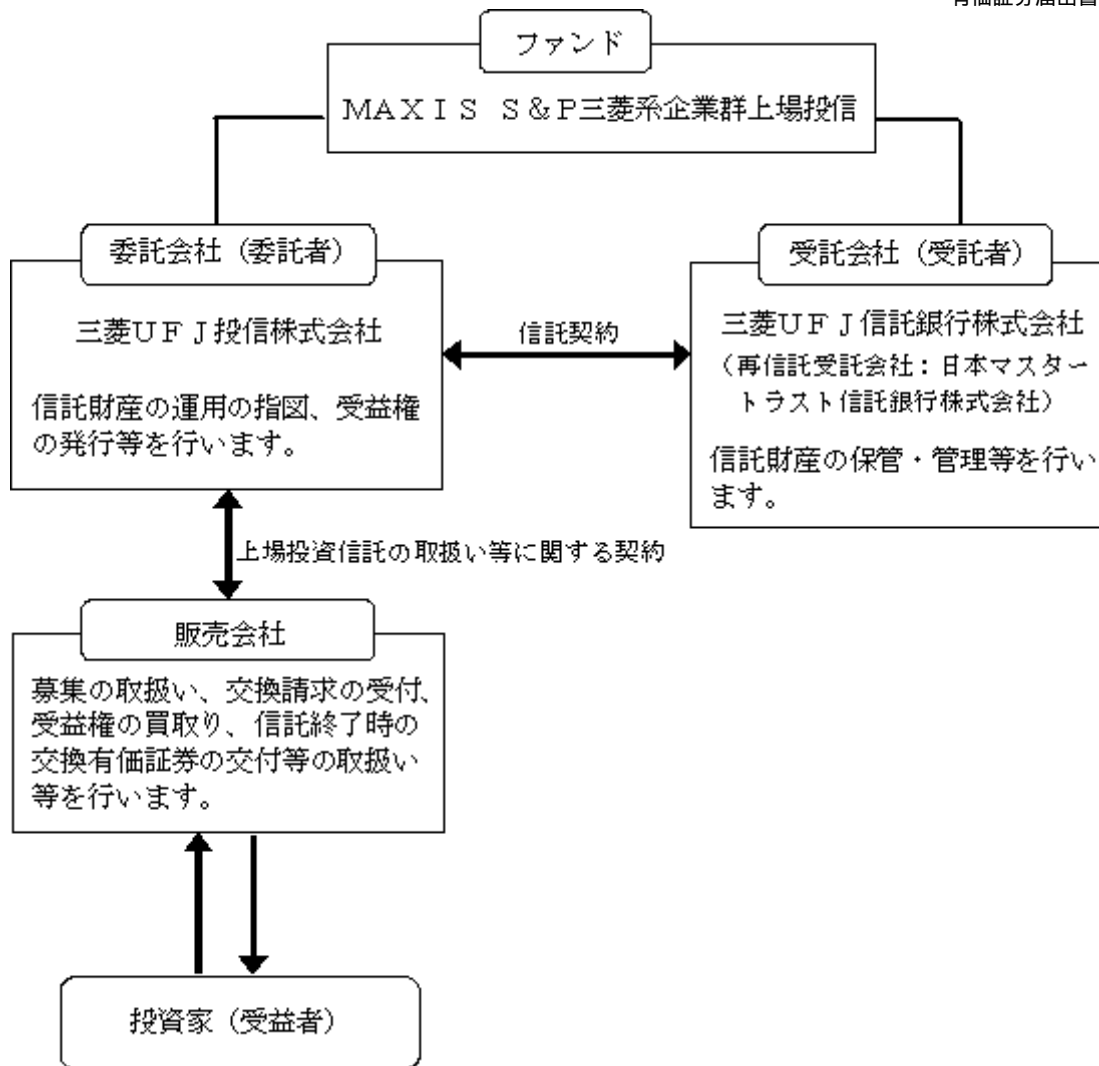 ファンド
MAXIS S&P三菱系企業群上場投信
委託会社(委託者)
三菱UFJ投信株式会社
信託財産の運用の指図、受益権
の発行等を行います。
信託契約
受託会社(受託者)
三菱UFJ信託銀行株式会社
(再信託受託会社:日本マスター
トラスト信託銀行株式会社)
信託財産の保管・管理等を行い
ます。
上場投資信託の取扱い等に関する契約
販売会社
募集の取扱い、交換請求の受付、
受益権の買取り、信託終了時の
交換有価証券の交付等の取扱い
等を行います。
投資家(受益者)